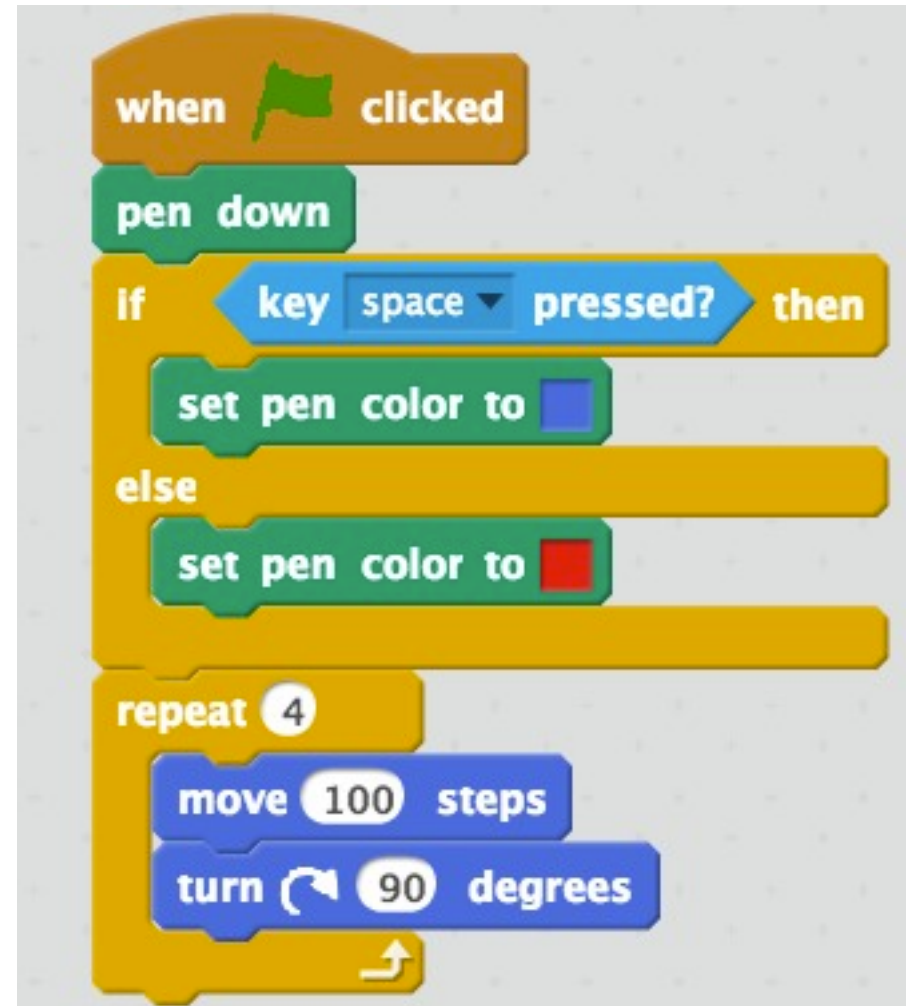 when clicked
pen down
if key space pressed? then
set pen color to
else
set pen color to
repeat 4
move 100 steps
turn 90 degrees